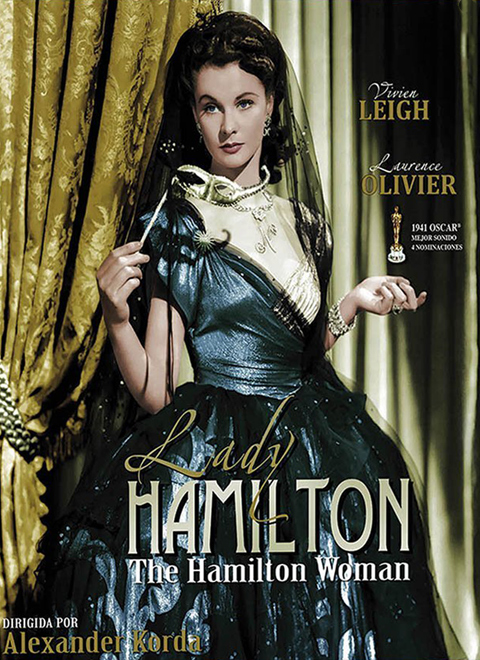 Vivien
LEIGH
Laurence
OLIVIER
1941 OSCAR®
MEJOR SONIDO
4 NOMINACIONES
Lady
HAMILTON
The Hamilton Woman
DIRIGIDA POR
Alexander Korda